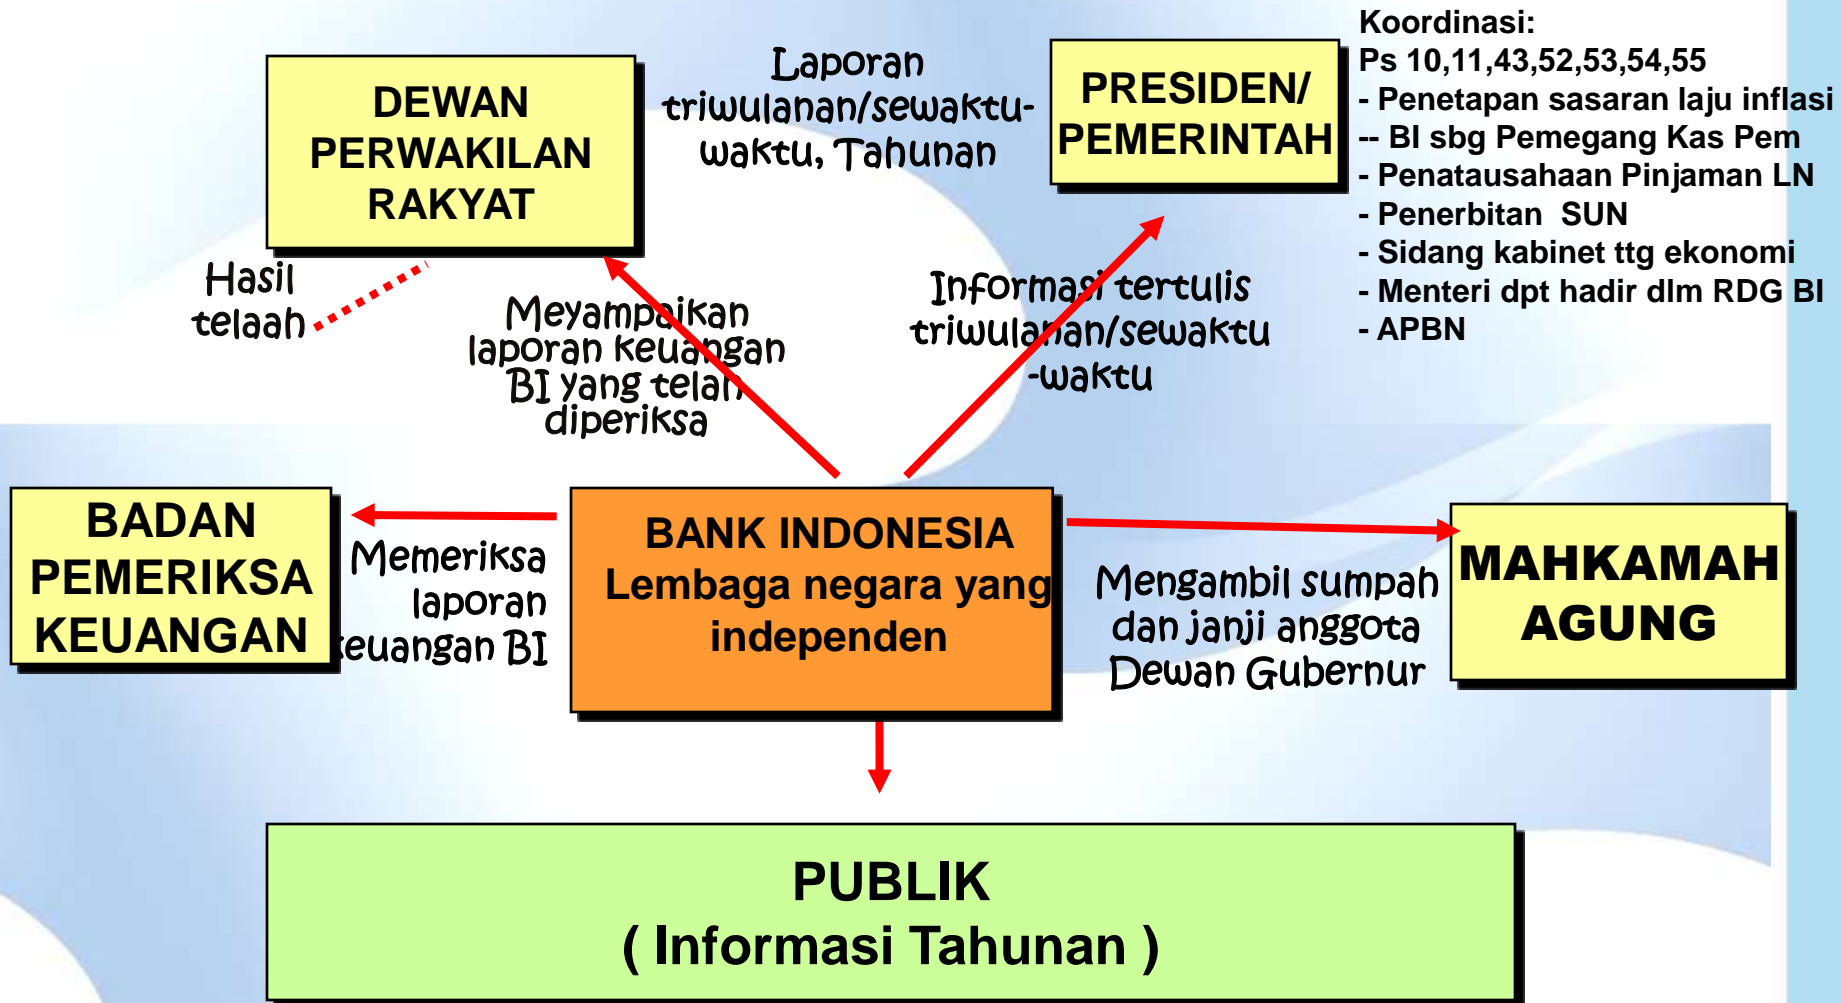 DEWAN
PERWAKILAN
RAKYAT
Laporan
triwulanan/sewaktu-
waktu, Tahunan
PRESIDEN/
PEMERINTAH
Koordinasi:
Ps 10,11,43,52,53,54,55
- Penetapan sasaran laju inflasi
-- BI sbg Pemegang Kas Pem
- Penatausahaan Pinjaman LN
- Penerbitan SUN
- Sidang kabinet ttg ekonomi
- Menteri dpt hadir dlm RDG BI
- APBN
Hasil
telaah
Meyampaikan
laporan keuangan
BI yang telah
diperiksa
Informasi tertulis
triwulanan/sewaktu
-waktu
BADAN
PEMERIKSA
KEUANGAN
Memeriksa
laporan
keuangan BI
BANK INDONESIA
Lembaga negara yang
independen
Mengambil sumpah
dan janji anggota
Dewan Gubernur
MAHKAMAH
AGUNG
PUBLIK
( Informasi Tahunan )